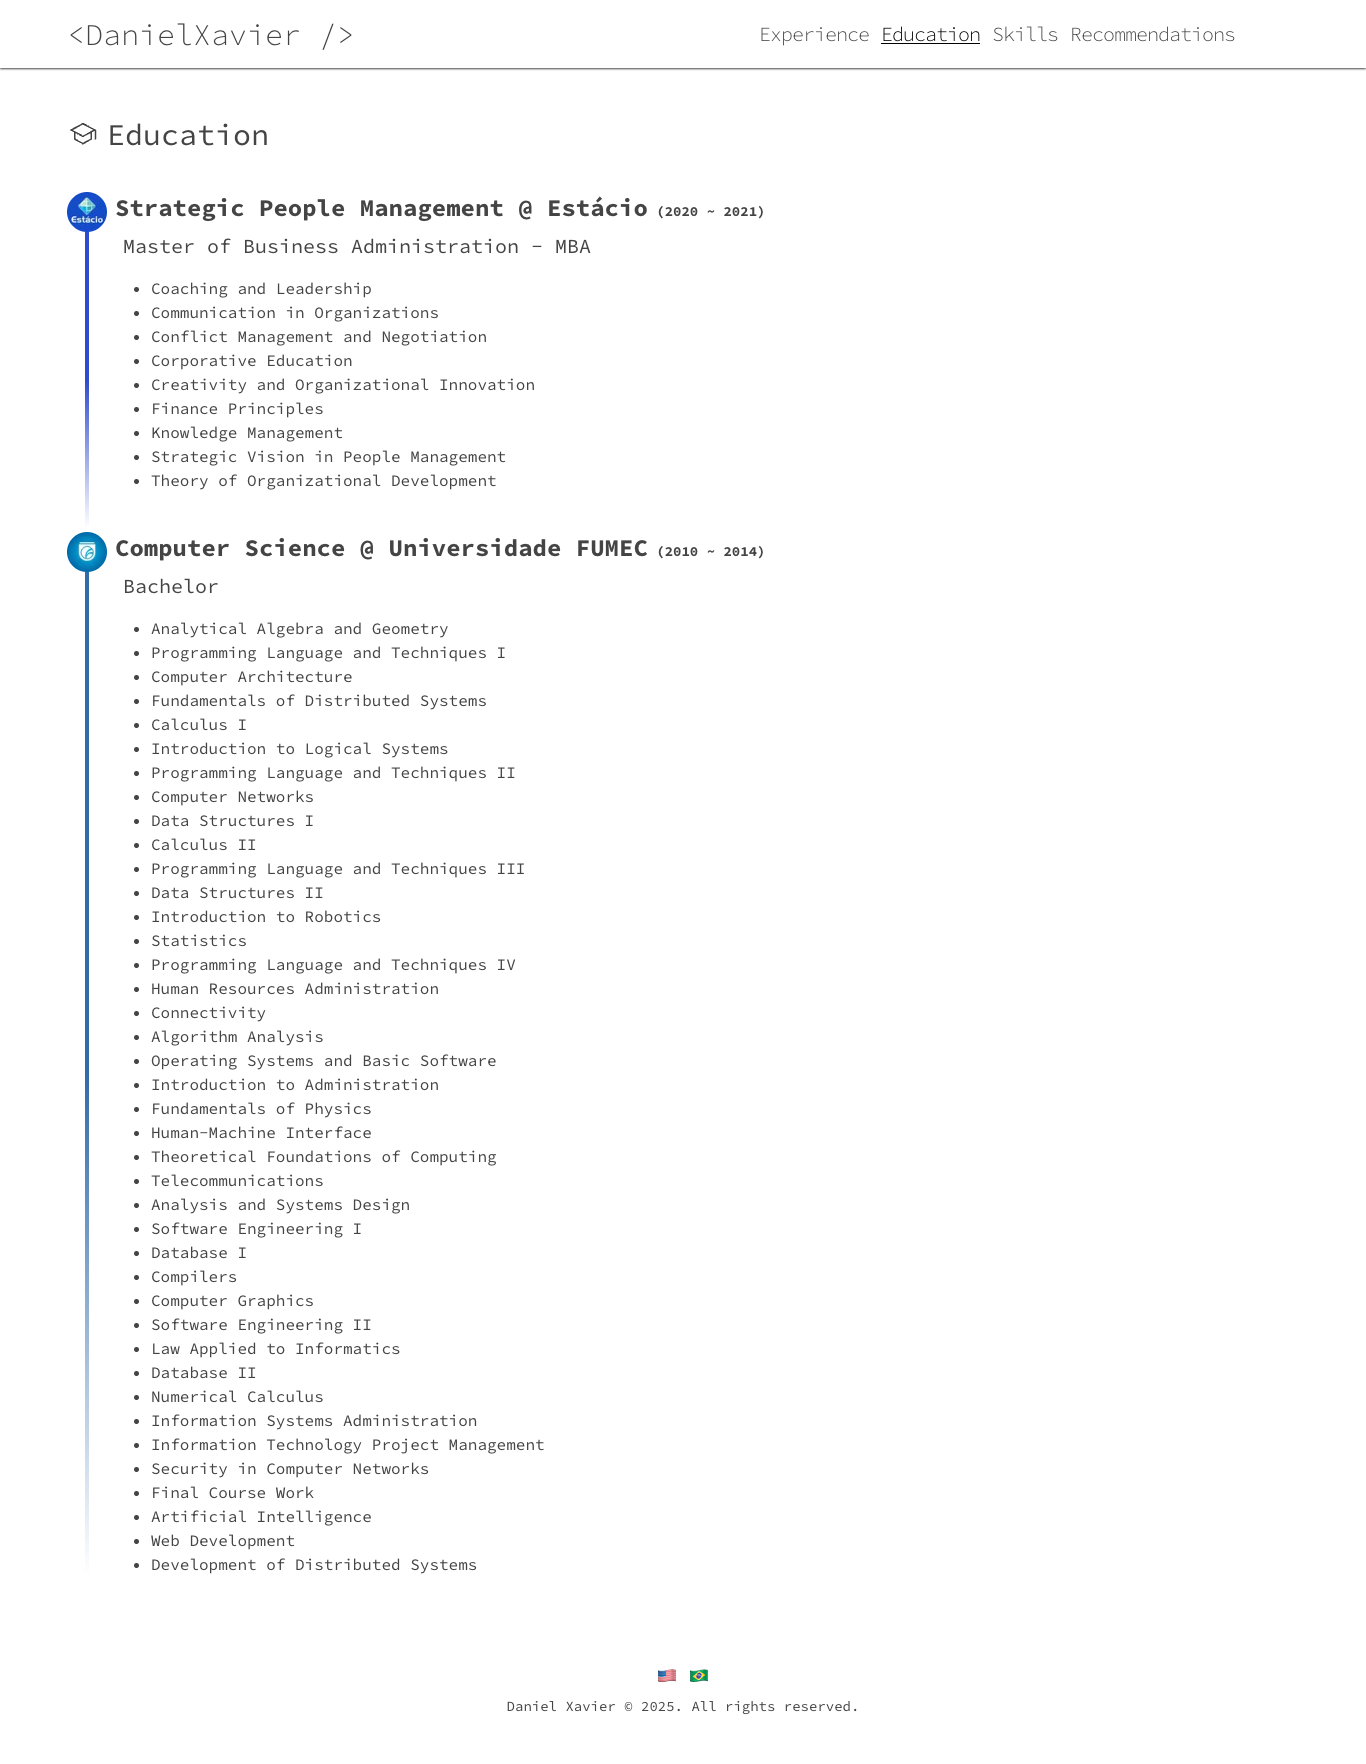 <DanielXavier />
Experience Education Skills Recommendations
Education
Estácio
Strategic People Management @ Estácio (2020 ~ 2021)
Master of Business Administration - MBA
• Coaching and Leadership
• Communication in Organizations
• Conflict Management and Negotiation
• Corporative Education
• Creativity and Organizational Innovation
• Finance Principles
• Knowledge Management
• Strategic Vision in People Management
• Theory of Organizational Development
Computer Science @ Universidade FUMEC (2010 ~ 2014)
Bachelor
• Analytical Algebra and Geometry
• Programming Language and Techniques I
• Computer Architecture
• Fundamentals of Distributed Systems
• Calculus I
• Introduction to Logical Systems
• Programming Language and Techniques II
• Computer Networks
• Data Structures I
• Calculus II
• Programming Language and Techniques III
• Data Structures II
• Introduction to Robotics
• Statistics
• Programming Language and Techniques IV
• Human Resources Administration
• Connectivity
• Algorithm Analysis
• Operating Systems and Basic Software
• Introduction to Administration
• Fundamentals of Physics
• Human-Machine Interface
• Theoretical Foundations of Computing
• Telecommunications
• Analysis and Systems Design
• Software Engineering I
• Database I
• Compilers
• Computer Graphics
• Software Engineering II
• Law Applied to Informatics
• Database II
• Numerical Calculus
• Information Systems Administration
• Information Technology Project Management
• Security in Computer Networks
• Final Course Work
• Artificial Intelligence
• Web Development
• Development of Distributed Systems
Daniel Xavier © 2025. All rights reserved.